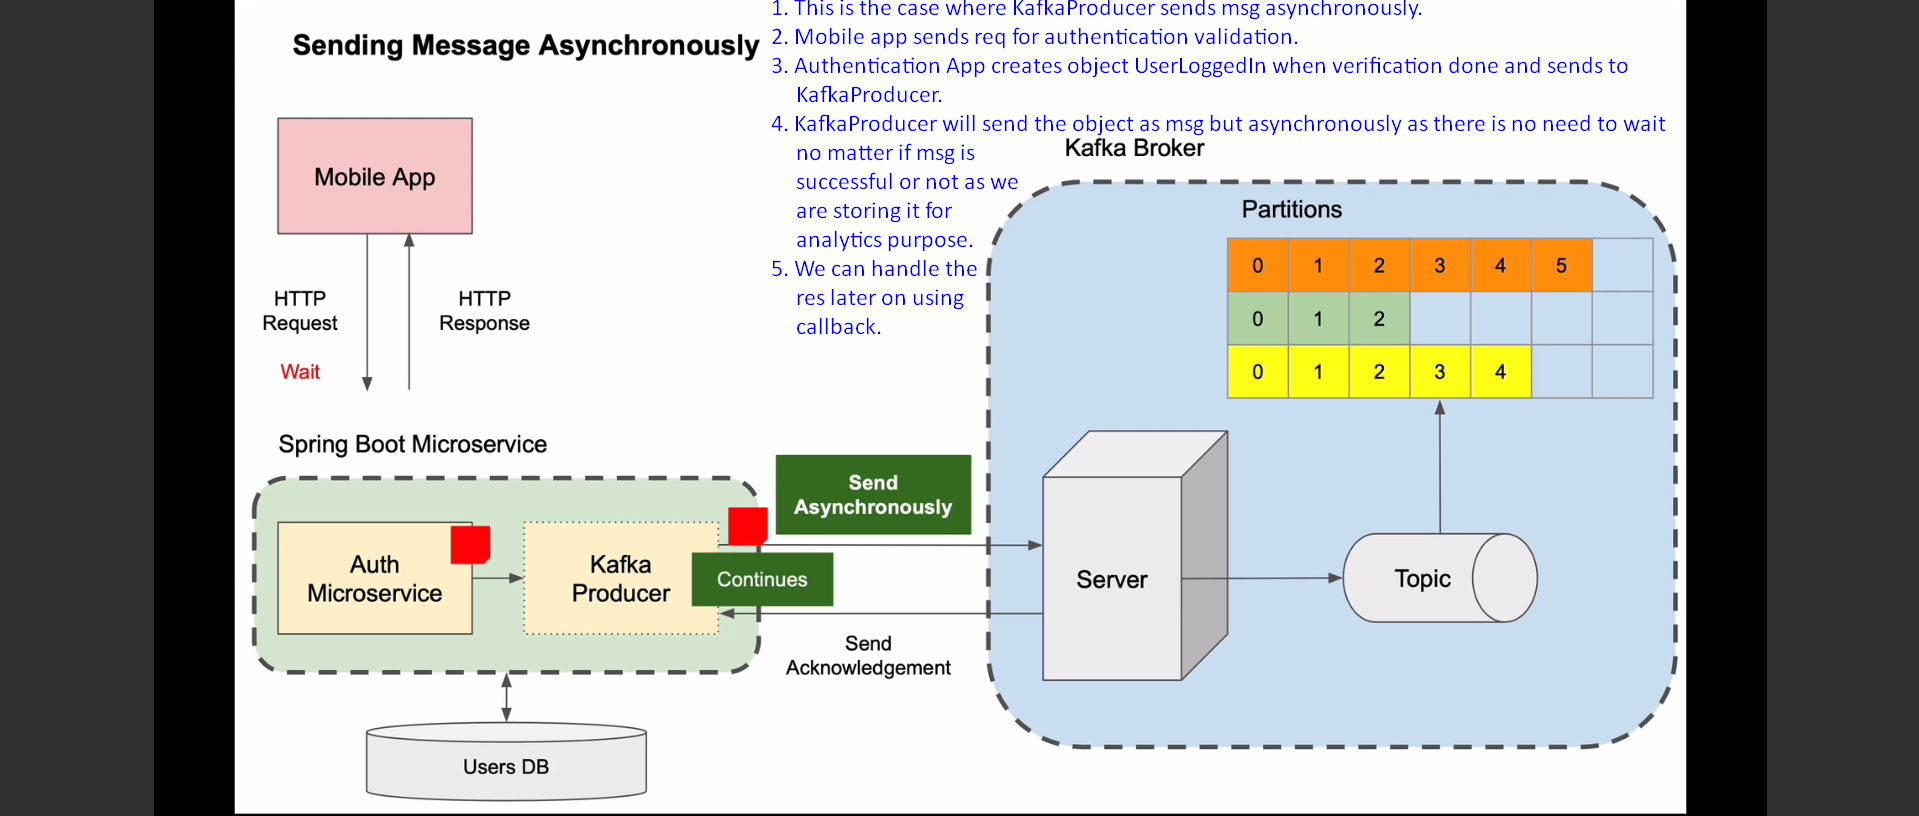 1. This is the case where KafkaProducer sends msg asynchronously.
Sending Message Asynchronously
2. Mobile app sends req for authentication validation.
3. Authentication App creates object UserLoggedIn when verification done and sends to
KafkaProducer.
4. KafkaProducer will send the object as msg but asynchronously as there is no need to wait
no matter if msg is
successful or not as we
are storing it for
analytics purpose.
5. We can handle the
res later on using
callback.
Kafka Broker
Mobile App
Partitions
0 1 2 3 4 5
0 1 2
0 1 2 3 4
HTTP
Request
HTTP
Response
Wait
Spring Boot Microservice
Send
Asynchronously
Auth
Microservice
Kafka
Producer
Continues
Server
Topic
Send
Acknowledgement
Users DB